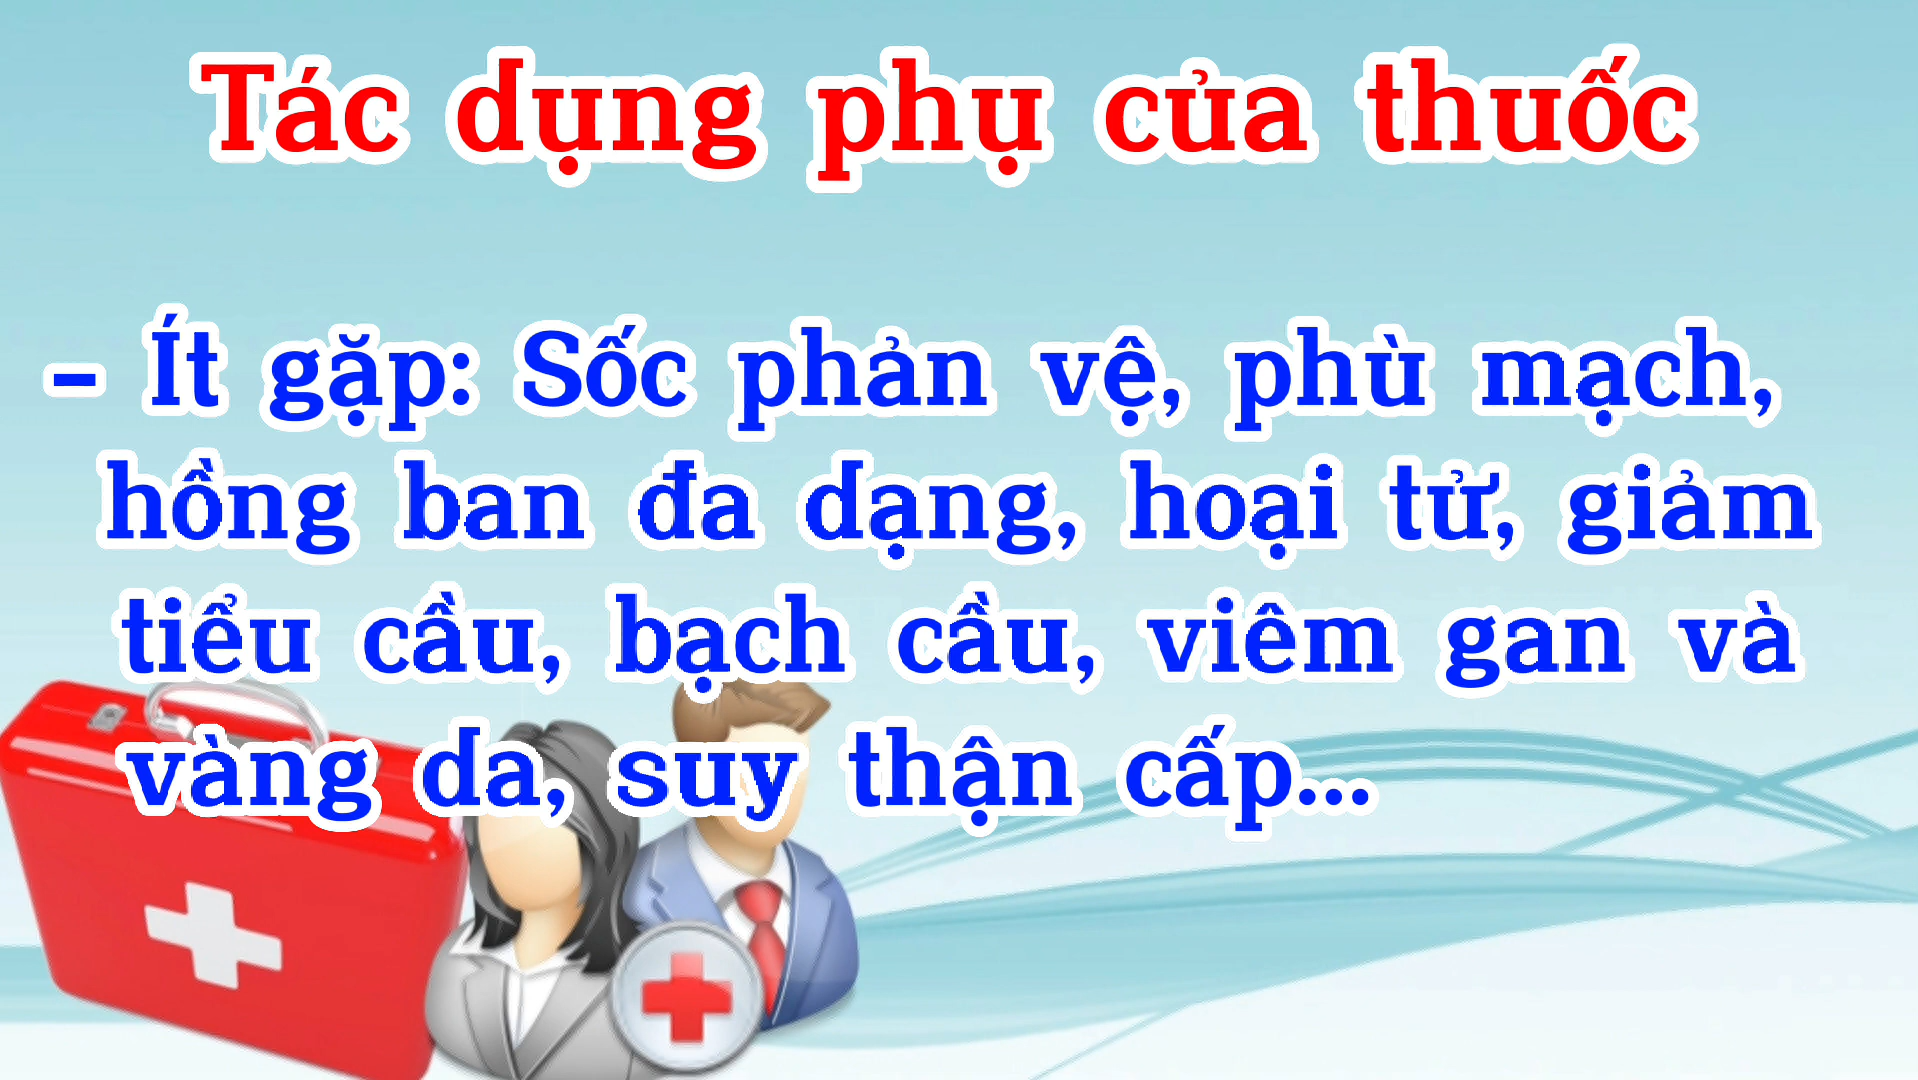 Tác dụng phụ của thuốc
– Ít gặp: Sốc phản vệ, phù mạch,
hồng ban đa dạng, hoại tử, giảm
tiểu cầu, bạch cầu, viêm gan và
vàng da, suy thận cấp...